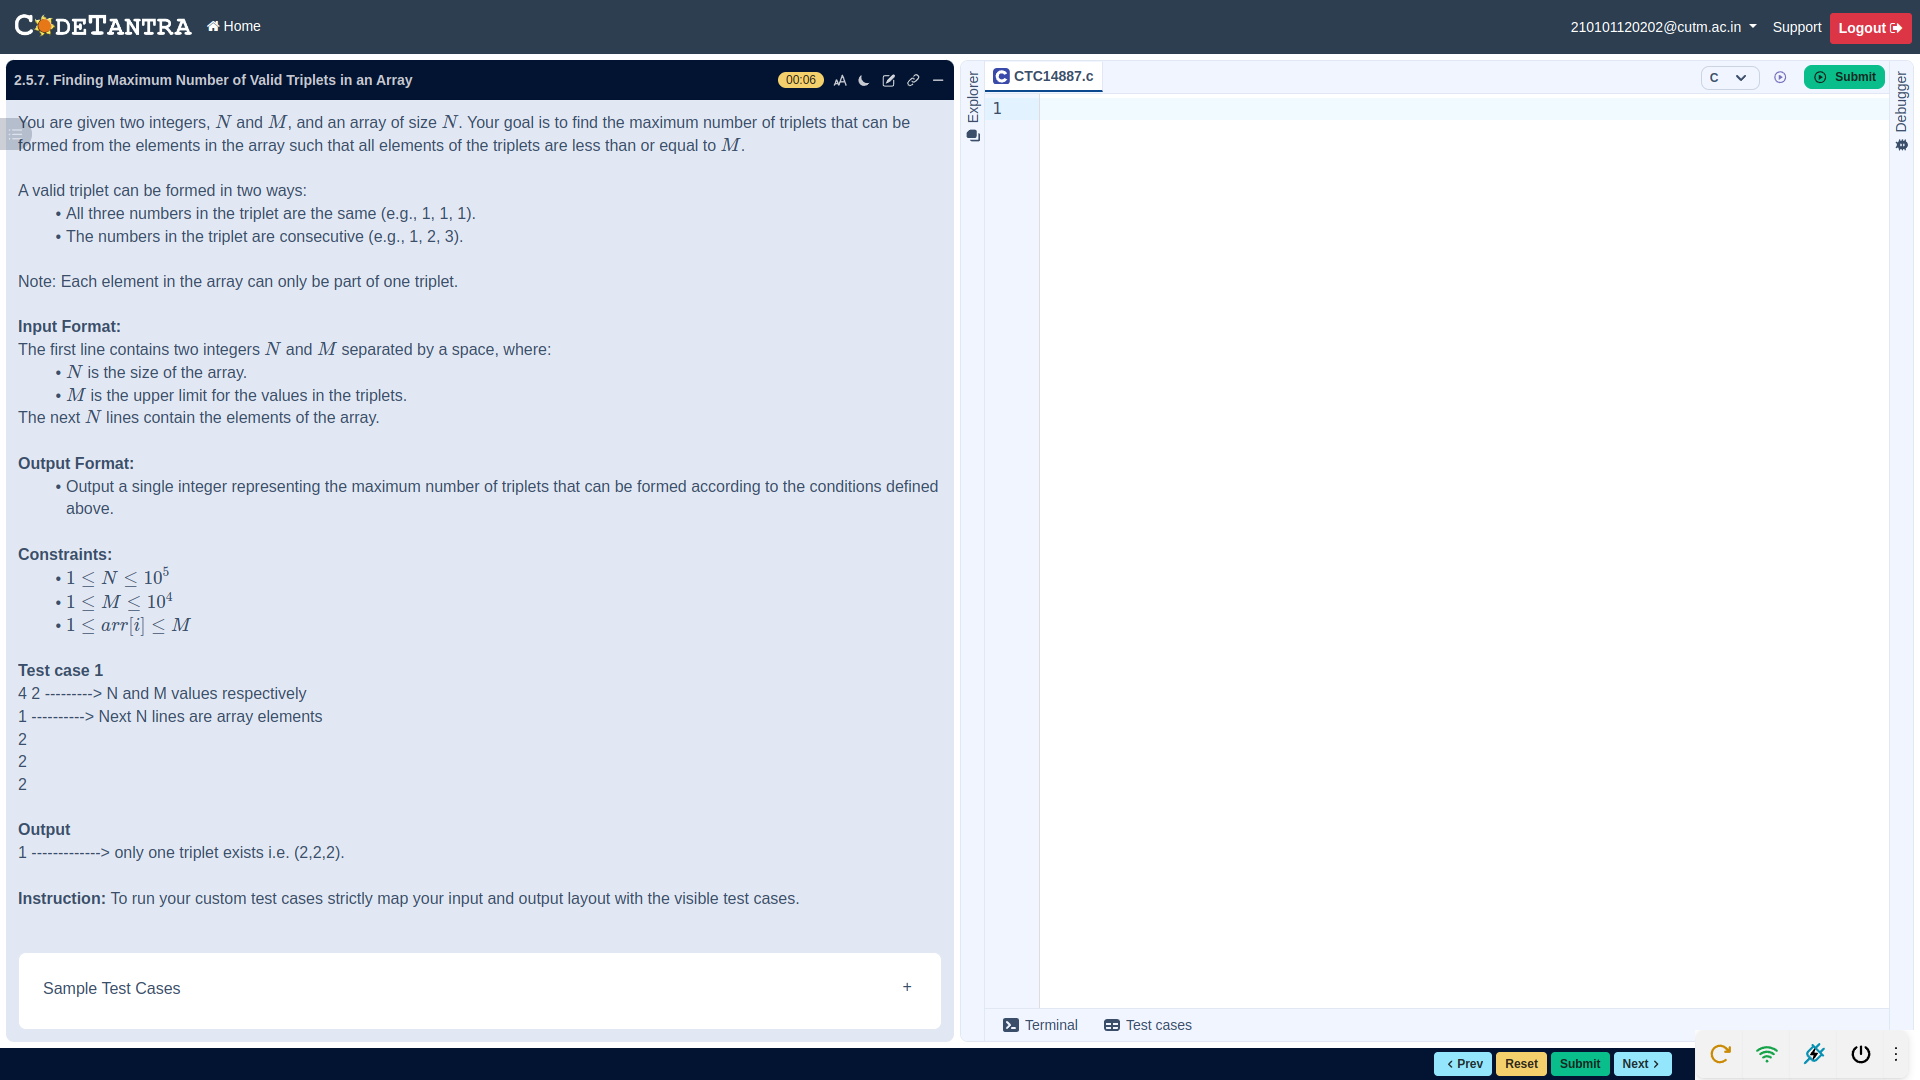 CODETANTRA Home 210101120202@cutm.ac.in Support Logout
2.5.7. Finding Maximum Number of Valid Triplets in an Array 00:06 AA
Explorer
CTC14887.c C Submit
Debugger
1
You are given two integers, N and M, and an array of size N. Your goal is to find the maximum number of triplets that can be
formed from the elements in the array such that all elements of the triplets are less than or equal to M.
A valid triplet can be formed in two ways:
• All three numbers in the triplet are the same (e.g., 1, 1, 1).
• The numbers in the triplet are consecutive (e.g., 1, 2, 3).
Note: Each element in the array can only be part of one triplet.
Input Format:
The first line contains two integers N and M separated by a space, where:
• N is the size of the array.
• M is the upper limit for the values in the triplets.
The next N lines contain the elements of the array.
Output Format:
• Output a single integer representing the maximum number of triplets that can be formed according to the conditions defined
above.
Constraints:
• 1 ≤ N ≤ 10^5
• 1 ≤ M ≤ 10^4
• 1 ≤ arr[i] ≤ M
Test case 1
4 2 ---------> N and M values respectively
1 ----------> Next N lines are array elements
2
2
2
Output
1 -------------> only one triplet exists i.e. (2,2,2).
Instruction: To run your custom test cases strictly map your input and output layout with the visible test cases.
Sample Test Cases +
Terminal Test cases
< Prev Reset Submit Next >